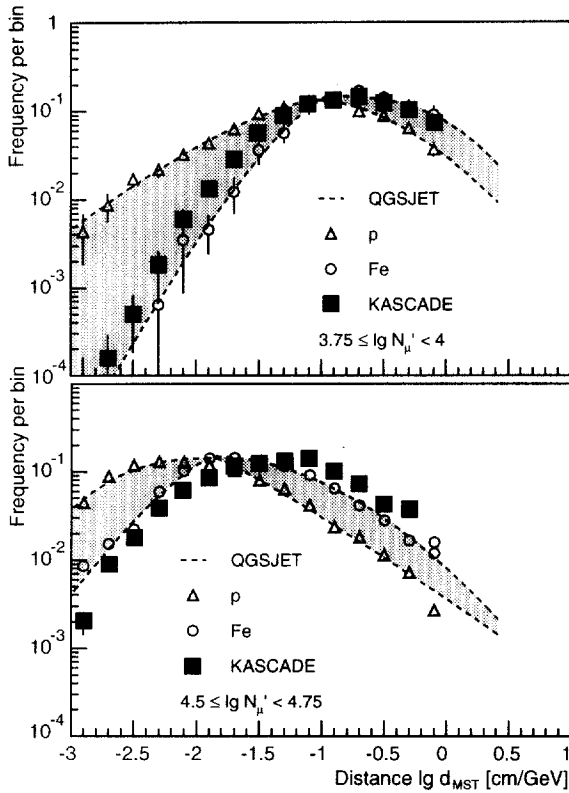 Frequency per bin
1
10⁻¹
10⁻²
10⁻³
10⁻⁴
QGSJET
p
Fe
KASCADE
3.75 ≤ lg N_μ' < 4
Frequency per bin
10⁻¹
10⁻²
10⁻³
10⁻⁴
QGSJET
p
Fe
KASCADE
4.5 ≤ lg N_μ' < 4.75
-3 -2.5 -2 -1.5 -1 -0.5 0 0.5 1
Distance lg d_MST [cm/GeV]